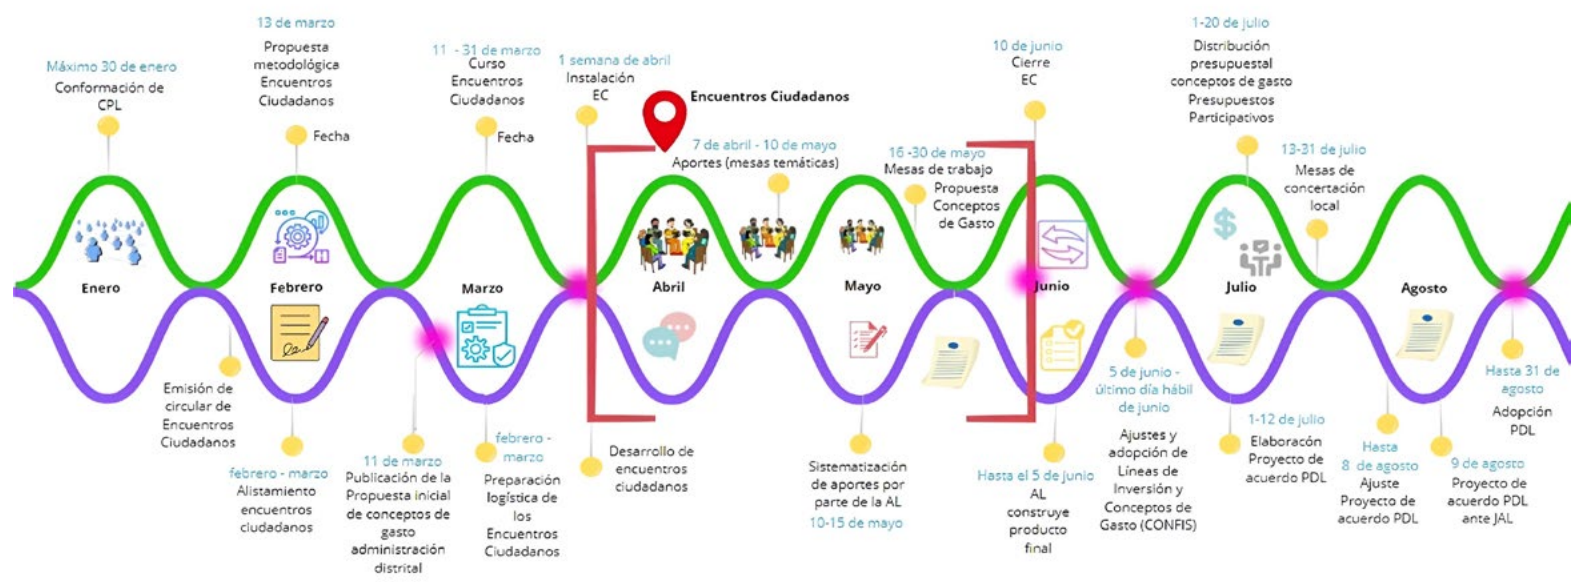 Máximo 30 de enero
Conformación de
CPL
13 de marzo
Propuesta
metodológica
Encuentros
Ciudadanos
Fecha
11 - 31 de marzo
Curso
Encuentros
Ciudadanos
Fecha
1 semana de abril
Instalación
EC
Encuentros Ciudadanos
7 de abril - 10 de mayo
Aportes (mesas temáticas)
16 -30 de mayo
Mesas de trabajo
Propuesta
Conceptos
de Gasto
10 de junio
Cierre
EC
1-20 de julio
Distribución
presupuestal
conceptos de gasto
Presupuestos
Participativos
13-31 de julio
Mesas de
concertación
local
Enero
Febrero
Marzo
Abril
Mayo
Junio
Julio
Agosto
Emisión de
circular de
Encuentros
Ciudadanos
febrero - marzo
Alistamiento
encuentros
ciudadanos
11 de marzo
Publicación de la
Propuesta inicial
de conceptos de
gasto
administración
distrital
febrero -
marzo
Preparación
logística de
los
Encuentros
Ciudadanos
Desarrollo de
encuentros
ciudadanos
Sistematización
de aportes por
parte de la AL
10-15 de mayo
Hasta el 5 de junio
AL
construye
producto
final
5 de junio -
último día hábil
de junio
Ajustes y
adopción de
Líneas de
Inversión y
Conceptos de
Gasto (CONFIS)
1-12 de julio
Elaboracón
Proyecto de
acuerdo PDL
Hasta
8 de agosto
Ajuste
Proyecto de
acuerdo PDL
9 de agosto
Proyecto de
acuerdo PDL
ante JAL
Hasta 31 de
agosto
Adopción
PDL